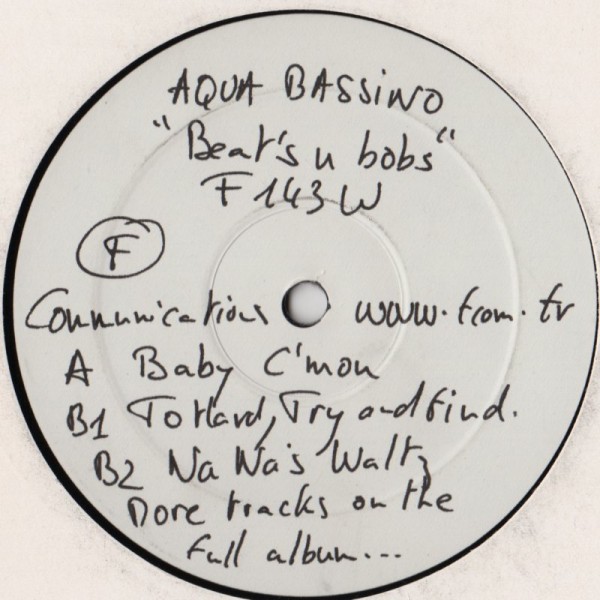 AQUA BASSINO
"Beat's n bobs"
F143W
F
Communications www.fcom.tv
A Baby C'mon
B1 To Hard, Try and Find.
B2 Na Na's Waltz
More tracks on the
full album...